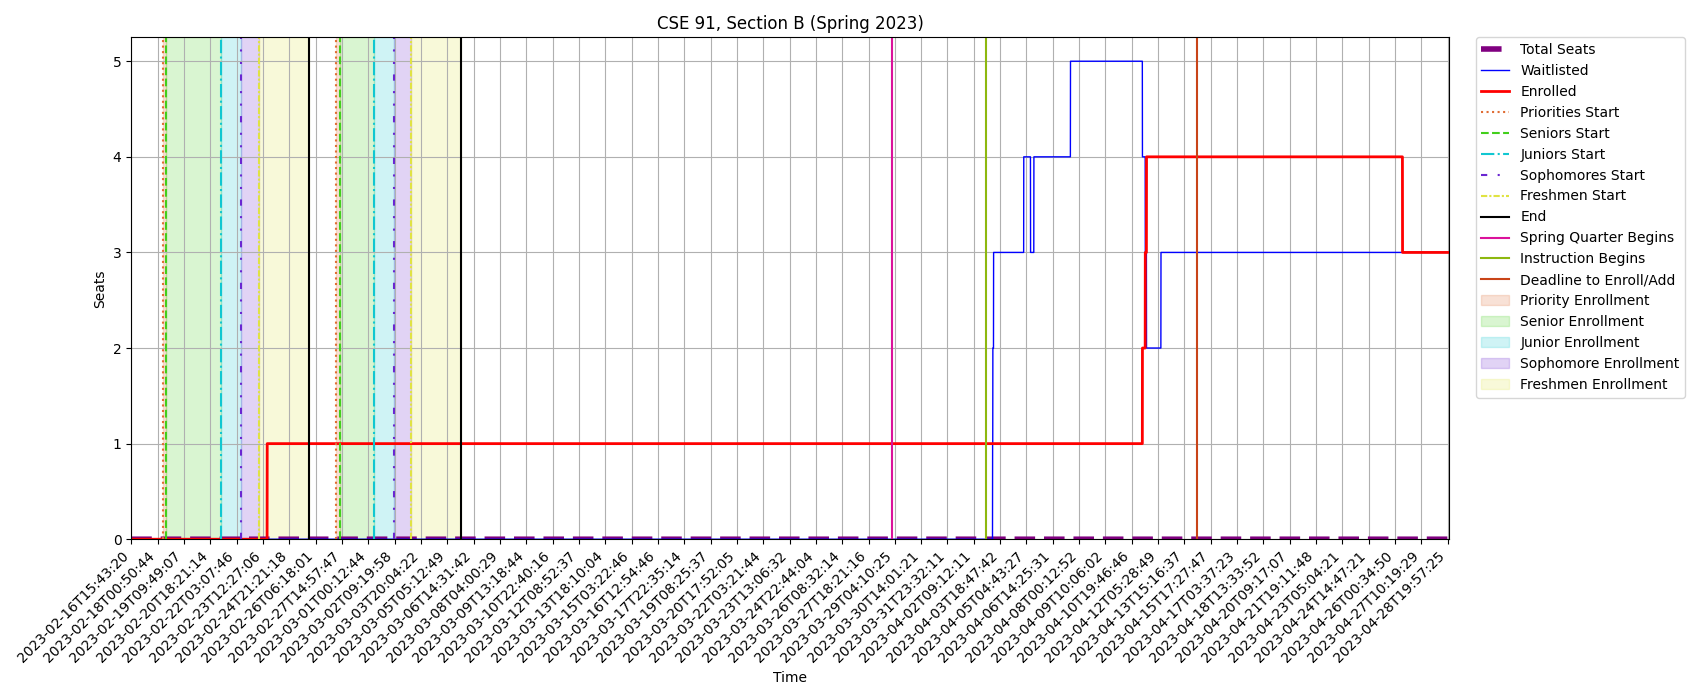 CSE 91, Section B (Spring 2023)
5
4
3
2
1
0
Seats
2023-02-16T15:43:20
2023-02-18T00:50:44
2023-02-19T09:49:07
2023-02-20T18:21:14
2023-02-22T03:07:46
2023-02-23T12:27:06
2023-02-24T21:21:18
2023-02-26T06:18:01
2023-02-27T14:57:47
2023-03-01T00:12:44
2023-03-02T09:19:58
2023-03-03T20:04:22
2023-03-05T05:12:49
2023-03-06T14:31:42
2023-03-08T04:00:29
2023-03-09T13:18:44
2023-03-10T22:40:16
2023-03-12T08:52:37
2023-03-13T18:10:04
2023-03-15T03:22:46
2023-03-16T12:54:46
2023-03-17T22:35:14
2023-03-19T08:25:37
2023-03-20T17:52:05
2023-03-22T03:21:44
2023-03-23T13:06:32
2023-03-24T22:44:04
2023-03-26T08:32:14
2023-03-27T18:21:16
2023-03-29T04:10:25
2023-03-30T14:01:21
2023-03-31T23:32:11
2023-04-02T09:12:11
2023-04-03T18:47:42
2023-04-05T04:43:27
2023-04-06T14:25:31
2023-04-08T00:12:52
2023-04-09T10:06:02
2023-04-10T19:46:46
2023-04-12T05:28:49
2023-04-13T15:16:37
2023-04-15T17:27:47
2023-04-17T03:37:23
2023-04-18T13:33:52
2023-04-20T09:17:07
2023-04-21T19:11:48
2023-04-23T05:04:21
2023-04-24T14:47:21
2023-04-26T00:34:50
2023-04-27T10:19:29
2023-04-28T19:57:25
Time
Total Seats
Waitlisted
Enrolled
Priorities Start
Seniors Start
Juniors Start
Sophomores Start
Freshmen Start
End
Spring Quarter Begins
Instruction Begins
Deadline to Enroll/Add
Priority Enrollment
Senior Enrollment
Junior Enrollment
Sophomore Enrollment
Freshmen Enrollment